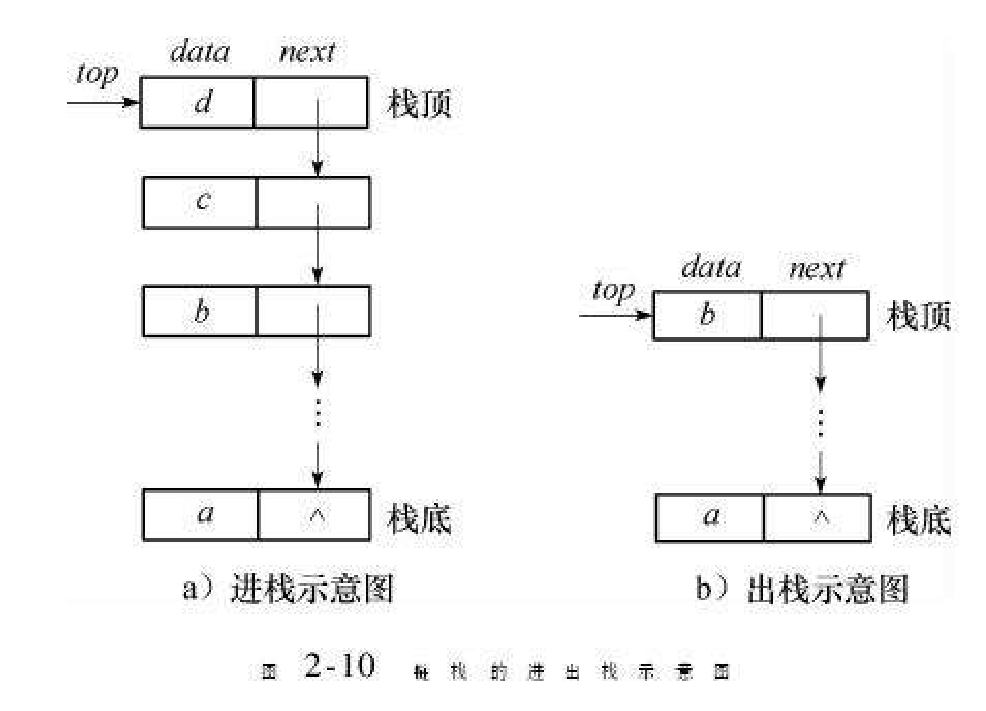 data next
top d 栈顶
c
b
⋮
a ^ 栈底
a）进栈示意图
data next
top b 栈顶
⋮
a ^ 栈底
b）出栈示意图
图 2-10 链栈的进出栈示意图